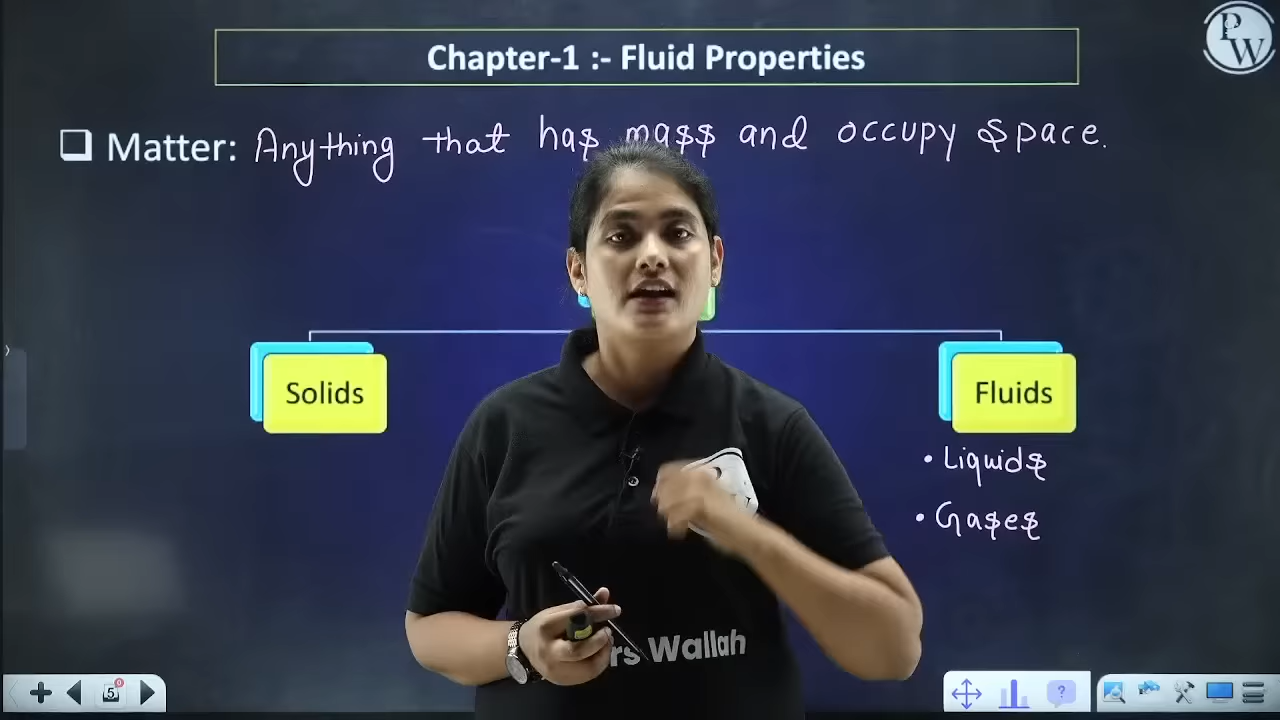 PW
Chapter-1 :- Fluid Properties
❑ Matter: Anything that has mass and occupy space.
Solids
Fluids
• Liquids
• Gases
Wallah
5
0
?